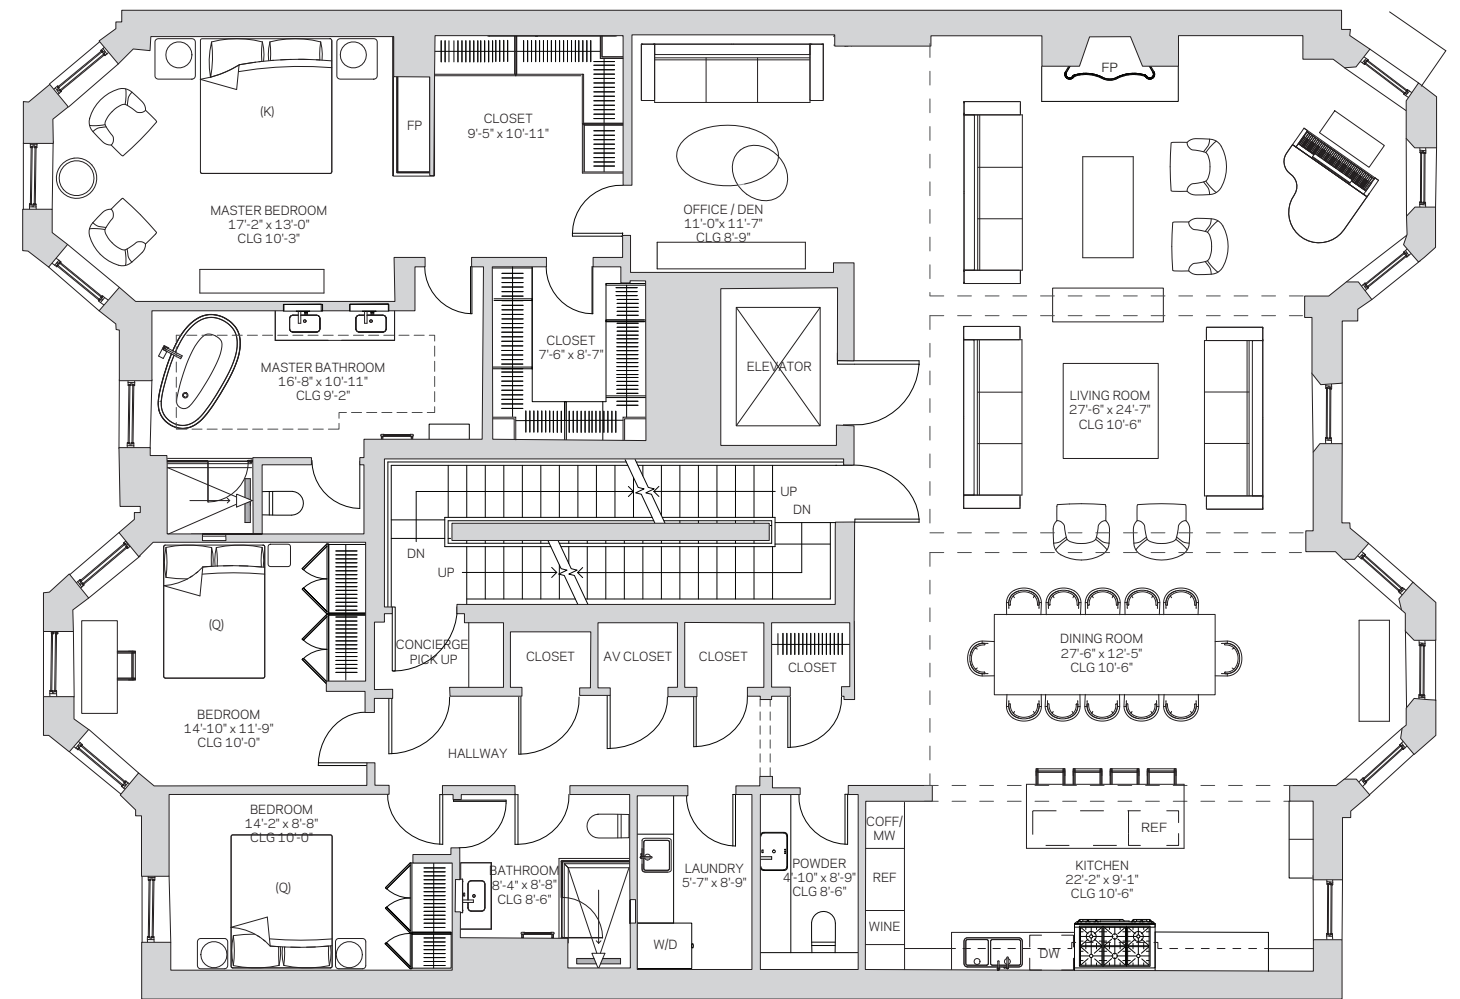 (K)
FP
CLOSET
9'-5" x 10'-11"
FP
MASTER BEDROOM
17'-2" x 13'-0"
CLG 10'-3"
OFFICE / DEN
11'-0"x 11'-7"
CLG 8'-9"
CLOSET
7'-6" x 8'-7"
MASTER BATHROOM
16'-8" x 10'-11"
CLG 9'-2"
ELEVATOR
LIVING ROOM
27'-6" x 24'-7"
CLG 10'-6"
UP
DN
DN
UP
(Q)
CONCIERGE
PICK UP
CLOSET
AV CLOSET
CLOSET
CLOSET
DINING ROOM
27'-6" x 12'-5"
CLG 10'-6"
BEDROOM
14'-10" x 11'-9"
CLG 10'-0"
HALLWAY
BEDROOM
14'-2" x 8'-8"
CLG 10'-0"
(Q)
BATHROOM
8'-4" x 8'-8"
CLG 8'-6"
LAUNDRY
5'-7" x 8'-9"
W/D
POWDER
4'-10" x 8'-9"
CLG 8'-6"
COFF/
MW
REF
WINE
REF
KITCHEN
22'-2" x 9'-1"
CLG 10'-6"
DW